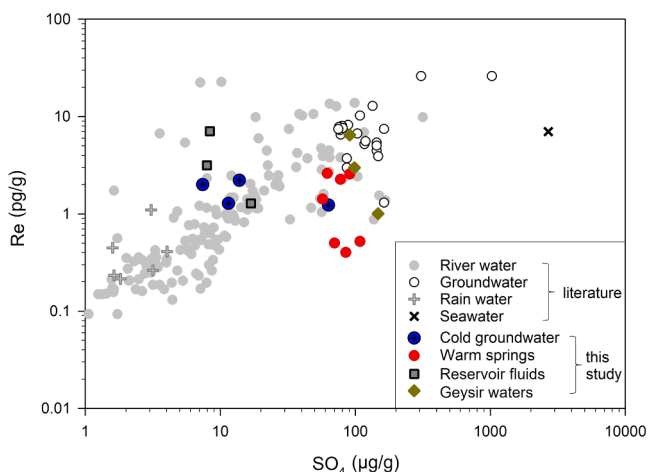 100
10
1
0.1
0.01
Re (pg/g)
1
10
100
1000
10000
SO4 (µg/g)
River water
Groundwater
Rain water
Seawater
literature
Cold groundwater
Warm springs
Reservoir fluids
Geysir waters
this
study